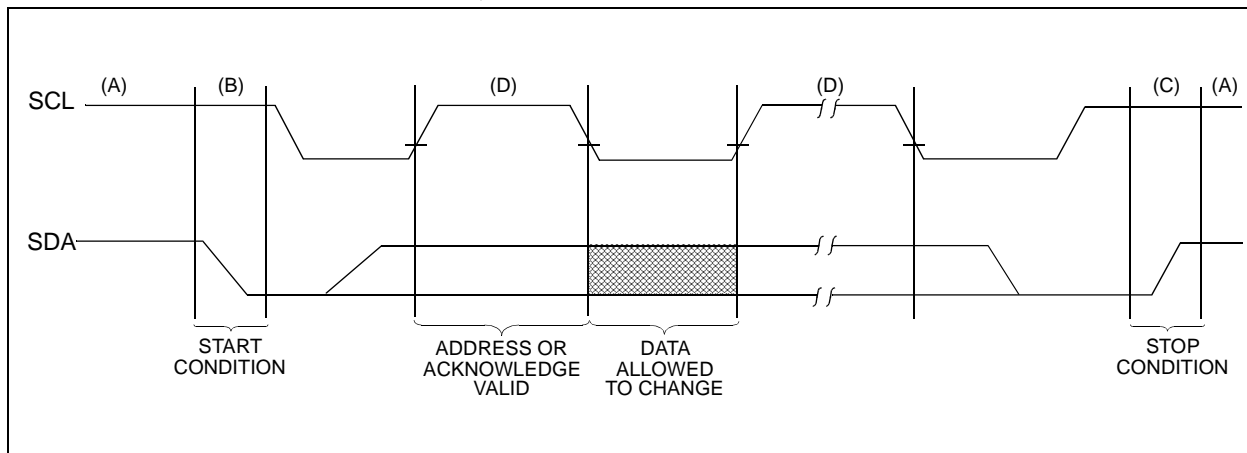 (A) (B) (D) (D) (C) (A)
SCL
SDA
START
CONDITION
ADDRESS OR
ACKNOWLEDGE
VALID
DATA
ALLOWED
TO CHANGE
STOP
CONDITION